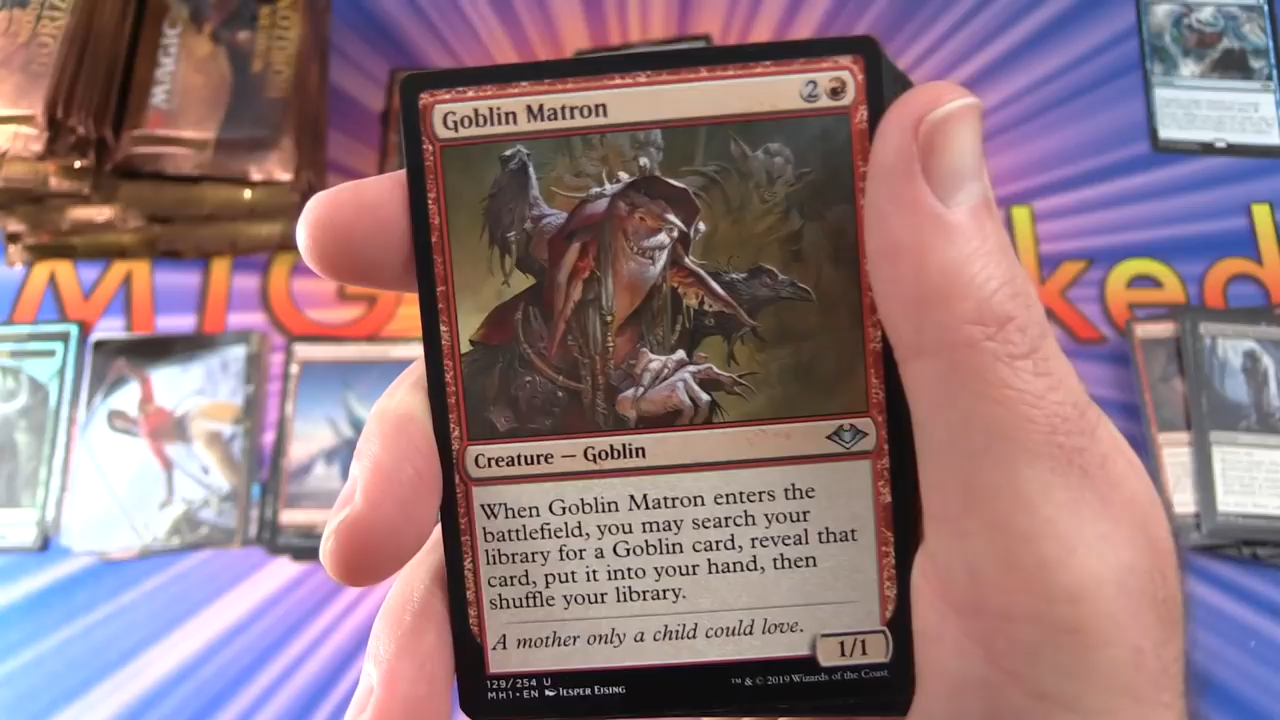 MAGIC
HORIZONS
Goblin Matron
2
MTG
ked
Creature — Goblin
When Goblin Matron enters the
battlefield, you may search your
library for a Goblin card, reveal that
card, put it into your hand, then
shuffle your library.
A mother only a child could love.
1/1
129/254 U
MH1 • EN Jesper Eising
™ & © 2019 Wizards of the Coast